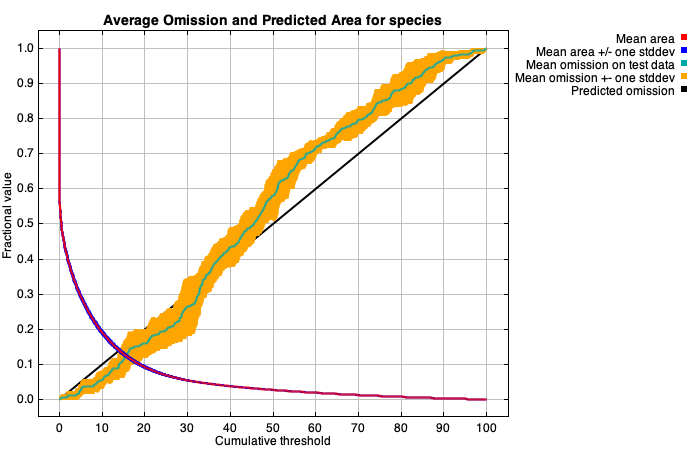 Average Omission and Predicted Area for species
Mean area
Mean area +/- one stddev
Mean omission on test data
Mean omission +- one stddev
Predicted omission
Fractional value
1.0
0.9
0.8
0.7
0.6
0.5
0.4
0.3
0.2
0.1
0.0
0 10 20 30 40 50 60 70 80 90 100
Cumulative threshold